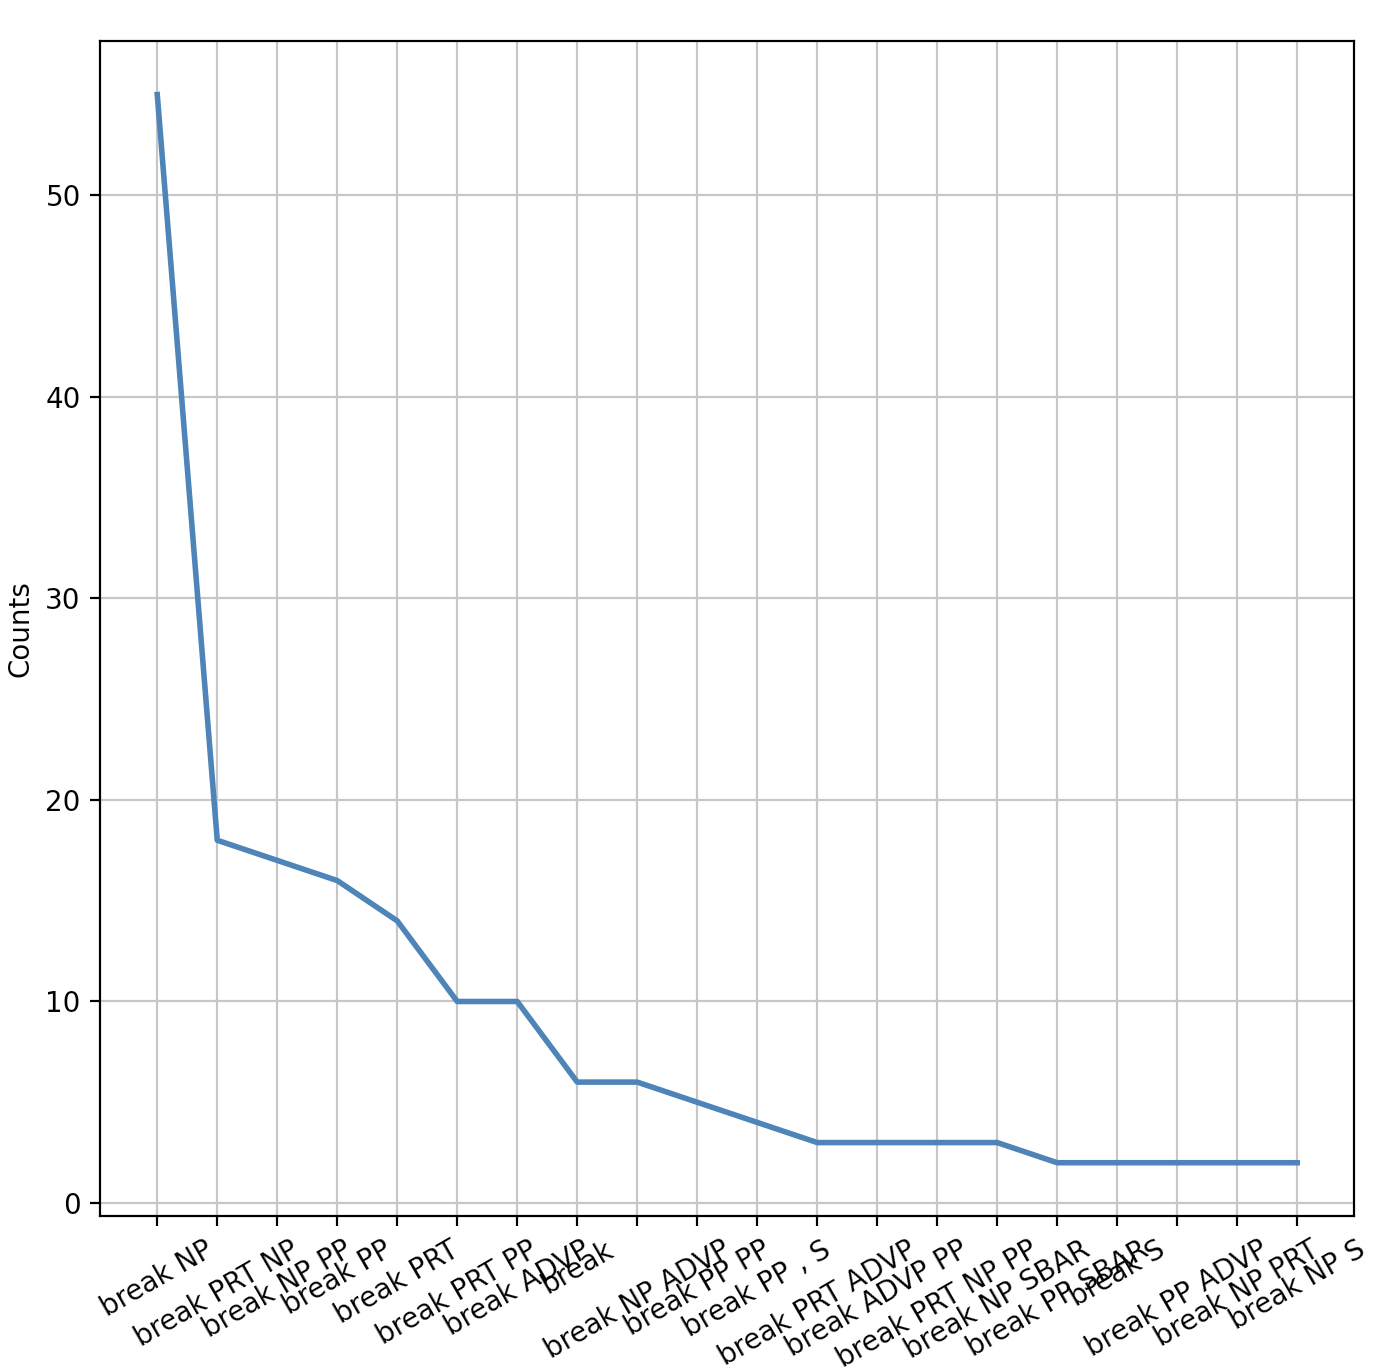 Counts
50
40
30
20
10
0
break NP
break PRT NP
break NP PP
break PP
break PRT
break PRT PP
break ADVP
break
break NP ADVP
break PP PP
break PP , S
break PRT ADVP
break ADVP PP
break PRT NP PP
break NP SBAR
break PP SBAR
break S
break PP ADVP
break NP PRT
break NP S